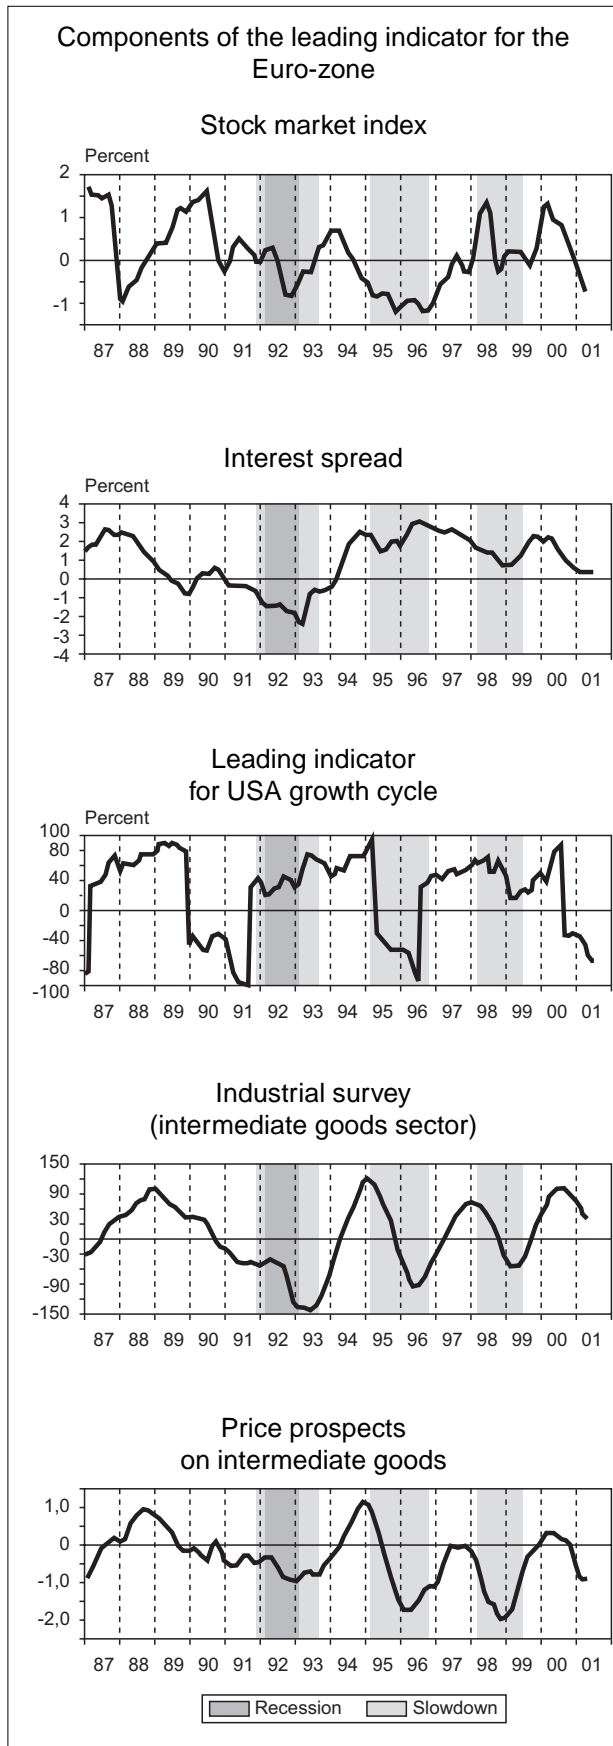 Components of the leading indicator for the
Euro-zone
Stock market index
Percent
2
1
0
-1
87 88 89 90 91 92 93 94 95 96 97 98 99 00 01
Interest spread
Percent
4
3
2
1
0
-1
-2
-3
-4
87 88 89 90 91 92 93 94 95 96 97 98 99 00 01
Leading indicator
for USA growth cycle
Percent
100
80
40
0
-40
-80
-100
87 88 89 90 91 92 93 94 95 96 97 98 99 00 01
Industrial survey
(intermediate goods sector)
150
90
30
0
-30
-90
-150
87 88 89 90 91 92 93 94 95 96 97 98 99 00 01
Price prospects
on intermediate goods
1,0
0
-1,0
-2,0
87 88 89 90 91 92 93 94 95 96 97 98 99 00 01
Recession Slowdown